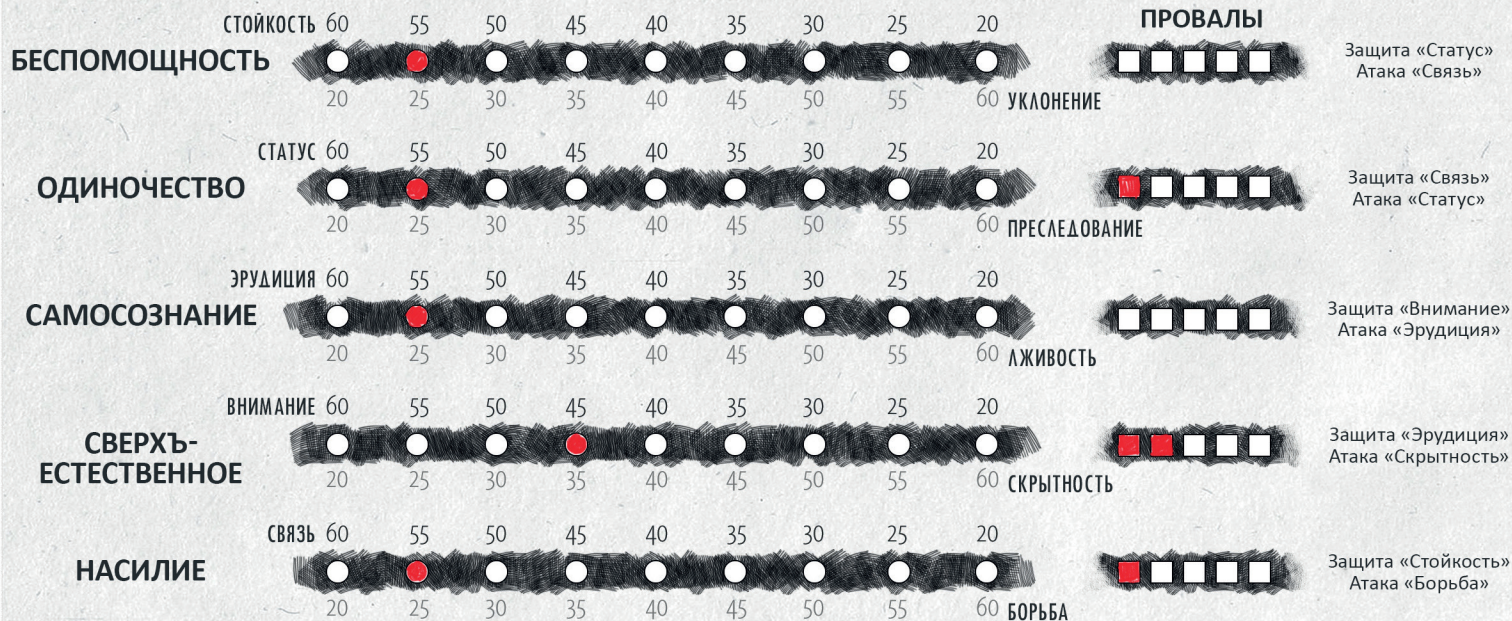 СТОЙКОСТЬ 60 55 50 45 40 35 30 25 20 ПРОВАЛЫ
БЕСПОМОЩНОСТЬ Защита «Статус»
Атака «Связь»
20 25 30 35 40 45 50 55 60 УКЛОНЕНИЕ
СТАТУС 60 55 50 45 40 35 30 25 20
ОДИНОЧЕСТВО Защита «Связь»
Атака «Статус»
20 25 30 35 40 45 50 55 60 ПРЕСЛЕДОВАНИЕ
ЭРУДИЦИЯ 60 55 50 45 40 35 30 25 20
САМОСОЗНАНИЕ Защита «Внимание»
Атака «Эрудиция»
20 25 30 35 40 45 50 55 60 ЛЖИВОСТЬ
ВНИМАНИЕ 60 55 50 45 40 35 30 25 20
СВЕРХЪ- Защита «Эрудиция»
ЕСТЕСТВЕННОЕ Атака «Скрытность»
20 25 30 35 40 45 50 55 60 СКРЫТНОСТЬ
СВЯЗЬ 60 55 50 45 40 35 30 25 20
НАСИЛИЕ Защита «Стойкость»
Атака «Борьба»
20 25 30 35 40 45 50 55 60 БОРЬБА